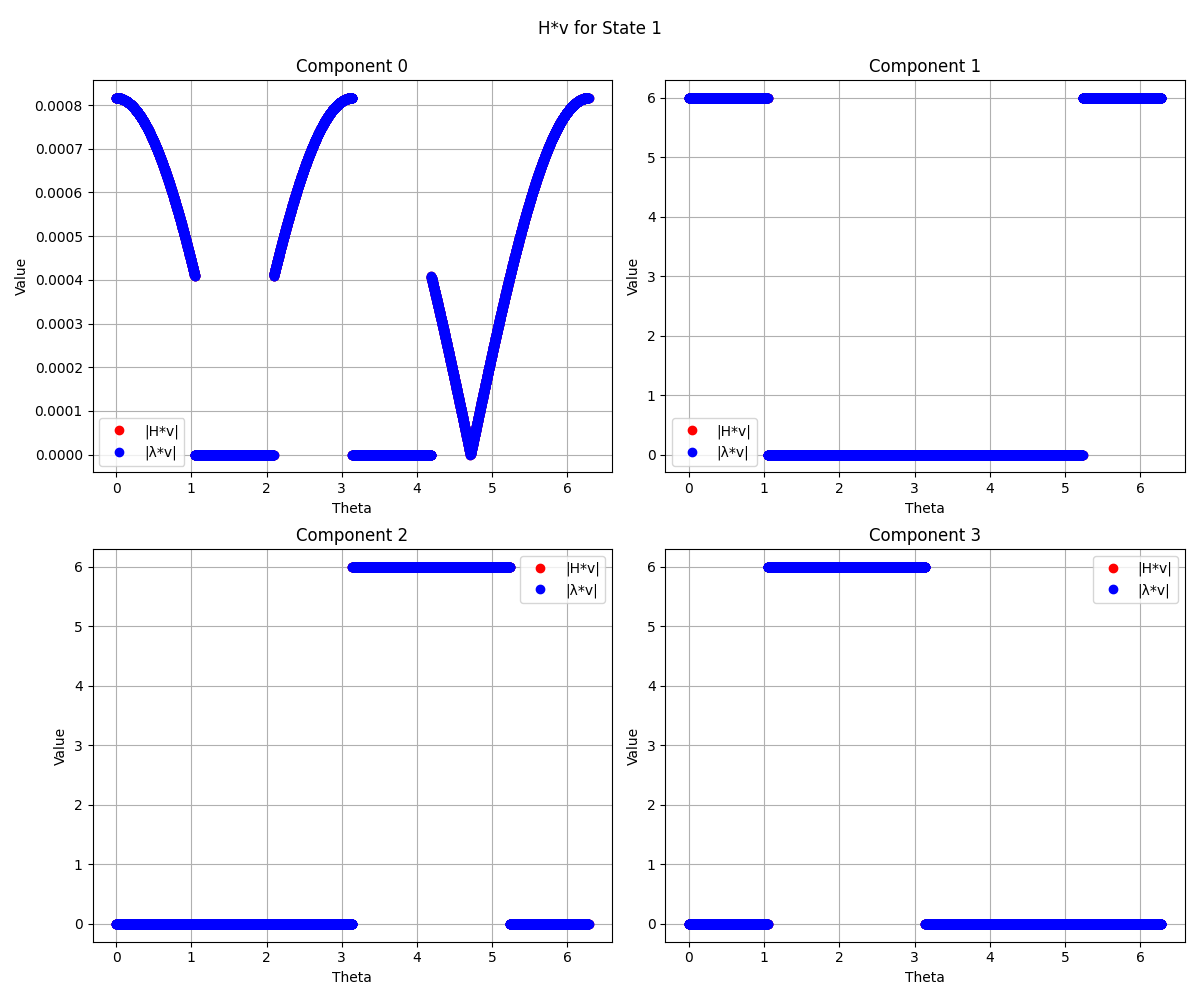 H*v for State 1
Component 0
0.0008
0.0007
0.0006
0.0005
0.0004
0.0003
0.0002
0.0001
0.0000
Value
|H*v|
|λ*v|
0 1 2 3 4 5 6
Theta
Component 1
6
5
4
3
2
1
0
Value
|H*v|
|λ*v|
0 1 2 3 4 5 6
Theta
Component 2
6
5
4
3
2
1
0
Value
|H*v|
|λ*v|
0 1 2 3 4 5 6
Theta
Component 3
6
5
4
3
2
1
0
Value
|H*v|
|λ*v|
0 1 2 3 4 5 6
Theta